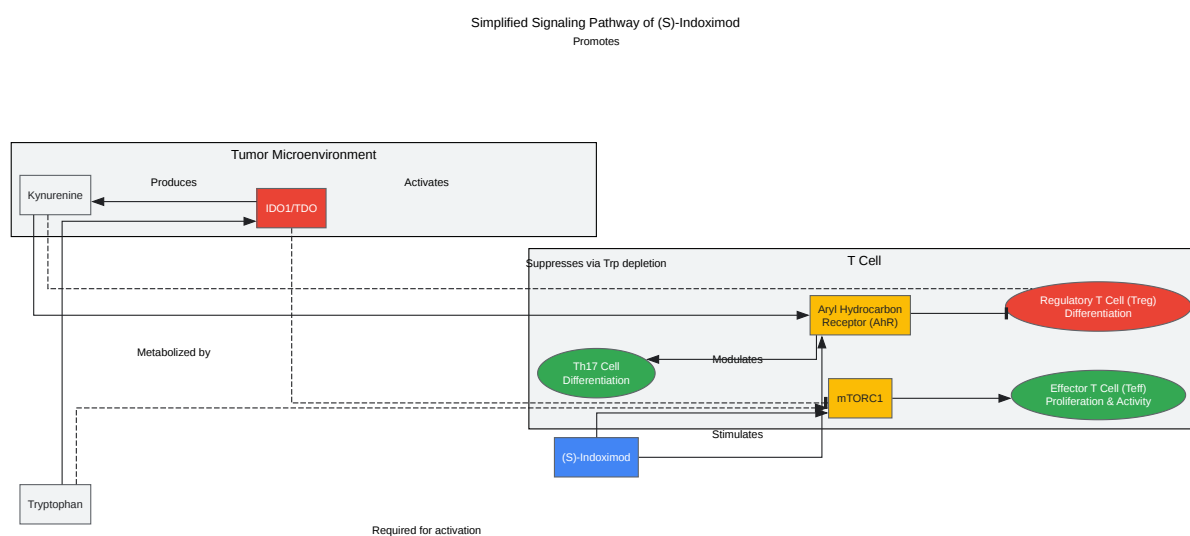 Simplified Signaling Pathway of (S)-Indoximod
Promotes
Tumor Microenvironment
Kynurenine
Produces
IDO1/TDO
Activates
Suppresses via Trp depletion
T Cell
Aryl Hydrocarbon
Receptor (AhR)
Regulatory T Cell (Treg)
Differentiation
Metabolized by
Modulates
Th17 Cell
Differentiation
mTORC1
Effector T Cell (Teff)
Proliferation & Activity
Stimulates
(S)-Indoximod
Tryptophan
Required for activation